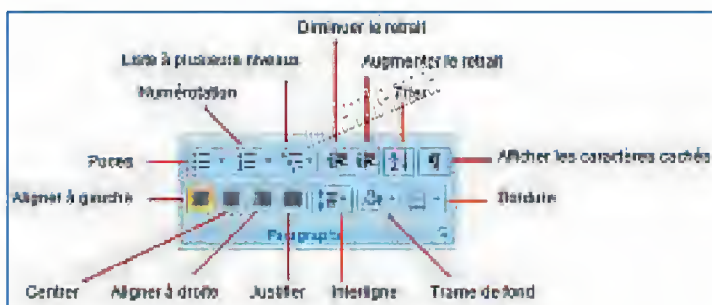 Diminuer le retrait
Liste à plusieurs niveaux
Augmenter le retrait
Numérotation
Trier
Puces
Afficher les caractères cachés
Aligner à gauche
Bordure
Paragraphe
Centrer
Aligner à droite
Justifier
Interligne
Trame de fond